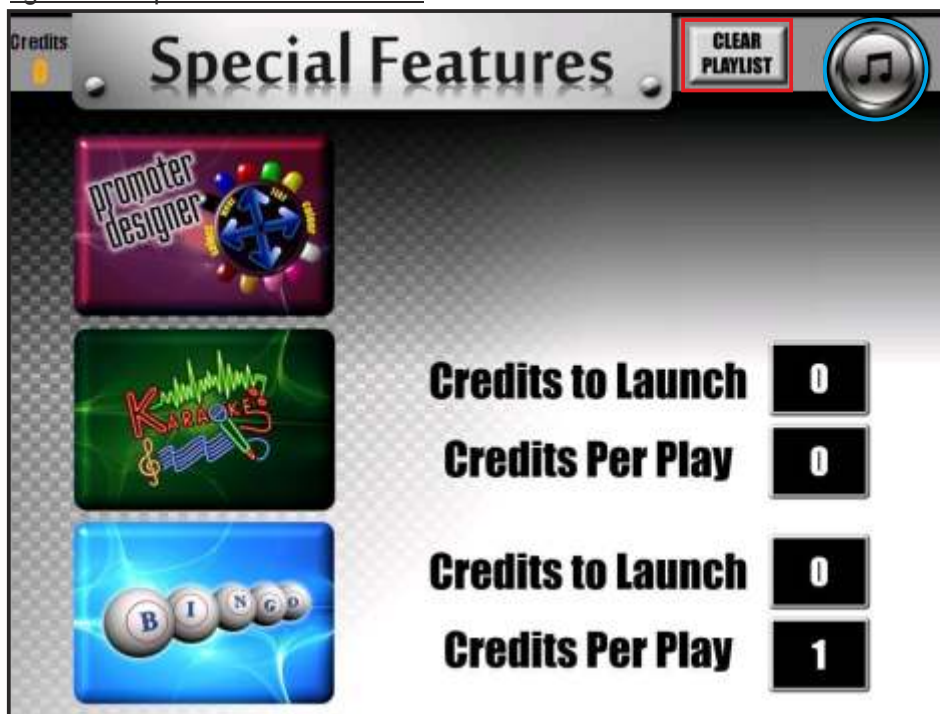 Credits
0
Special Features
CLEAR
PLAYLIST
promoter
designer
KARAOKE
Credits to Launch 0
Credits Per Play 0
BINGO
Credits to Launch 0
Credits Per Play 1